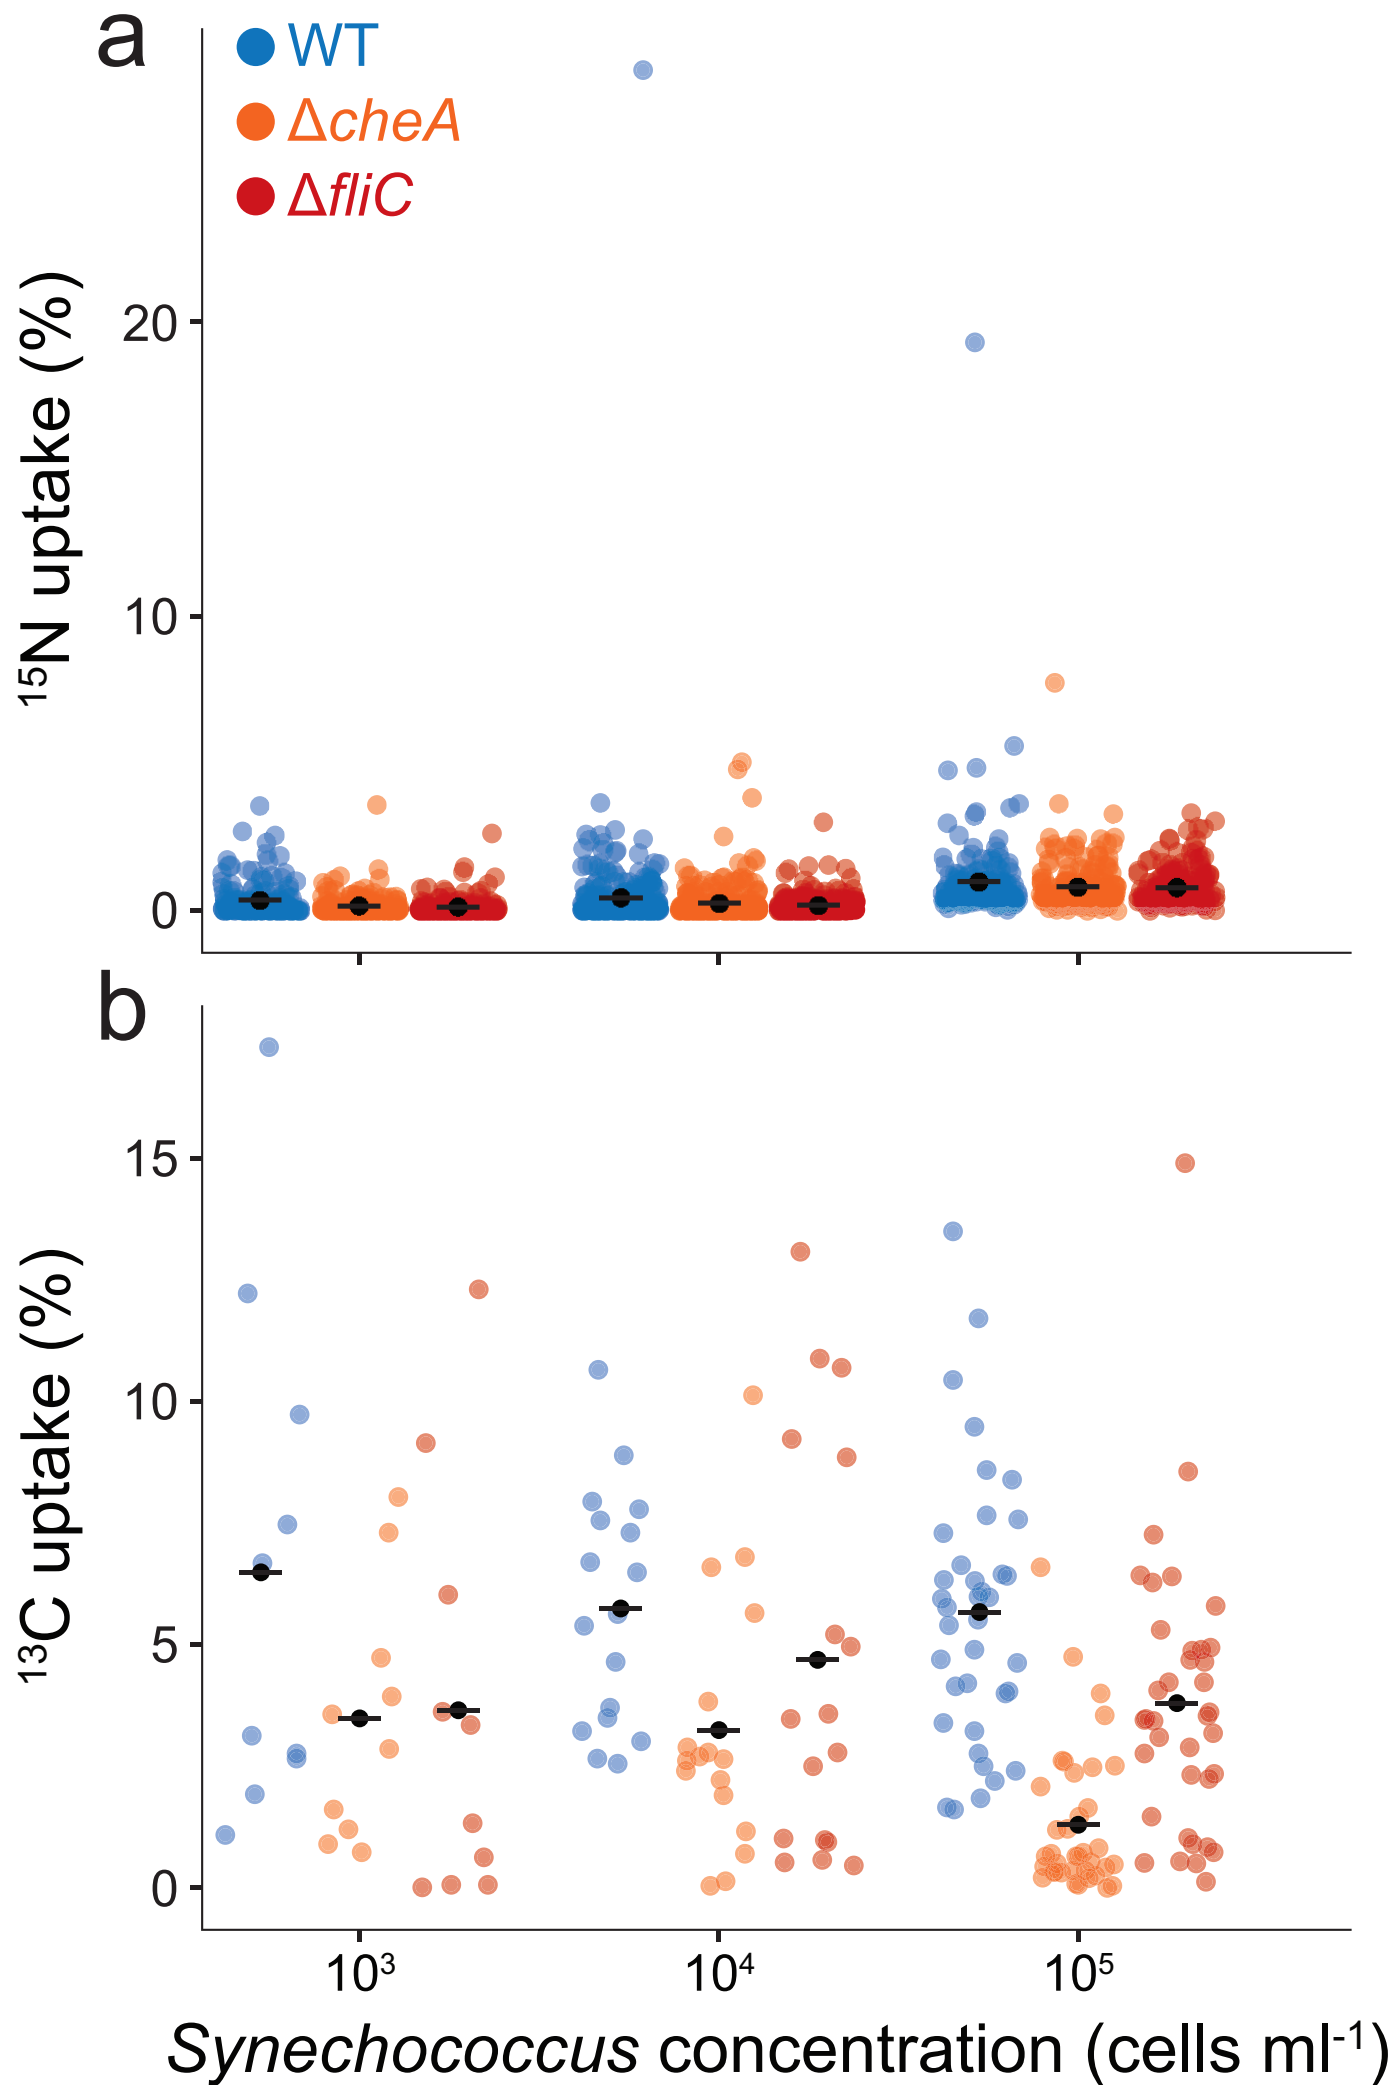 a
WT
ΔcheA
ΔfliC
¹⁵N uptake (%)
20
10
0
b
¹³C uptake (%)
15
10
5
0
10³ 10⁴ 10⁵
Synechococcus concentration (cells ml⁻¹)